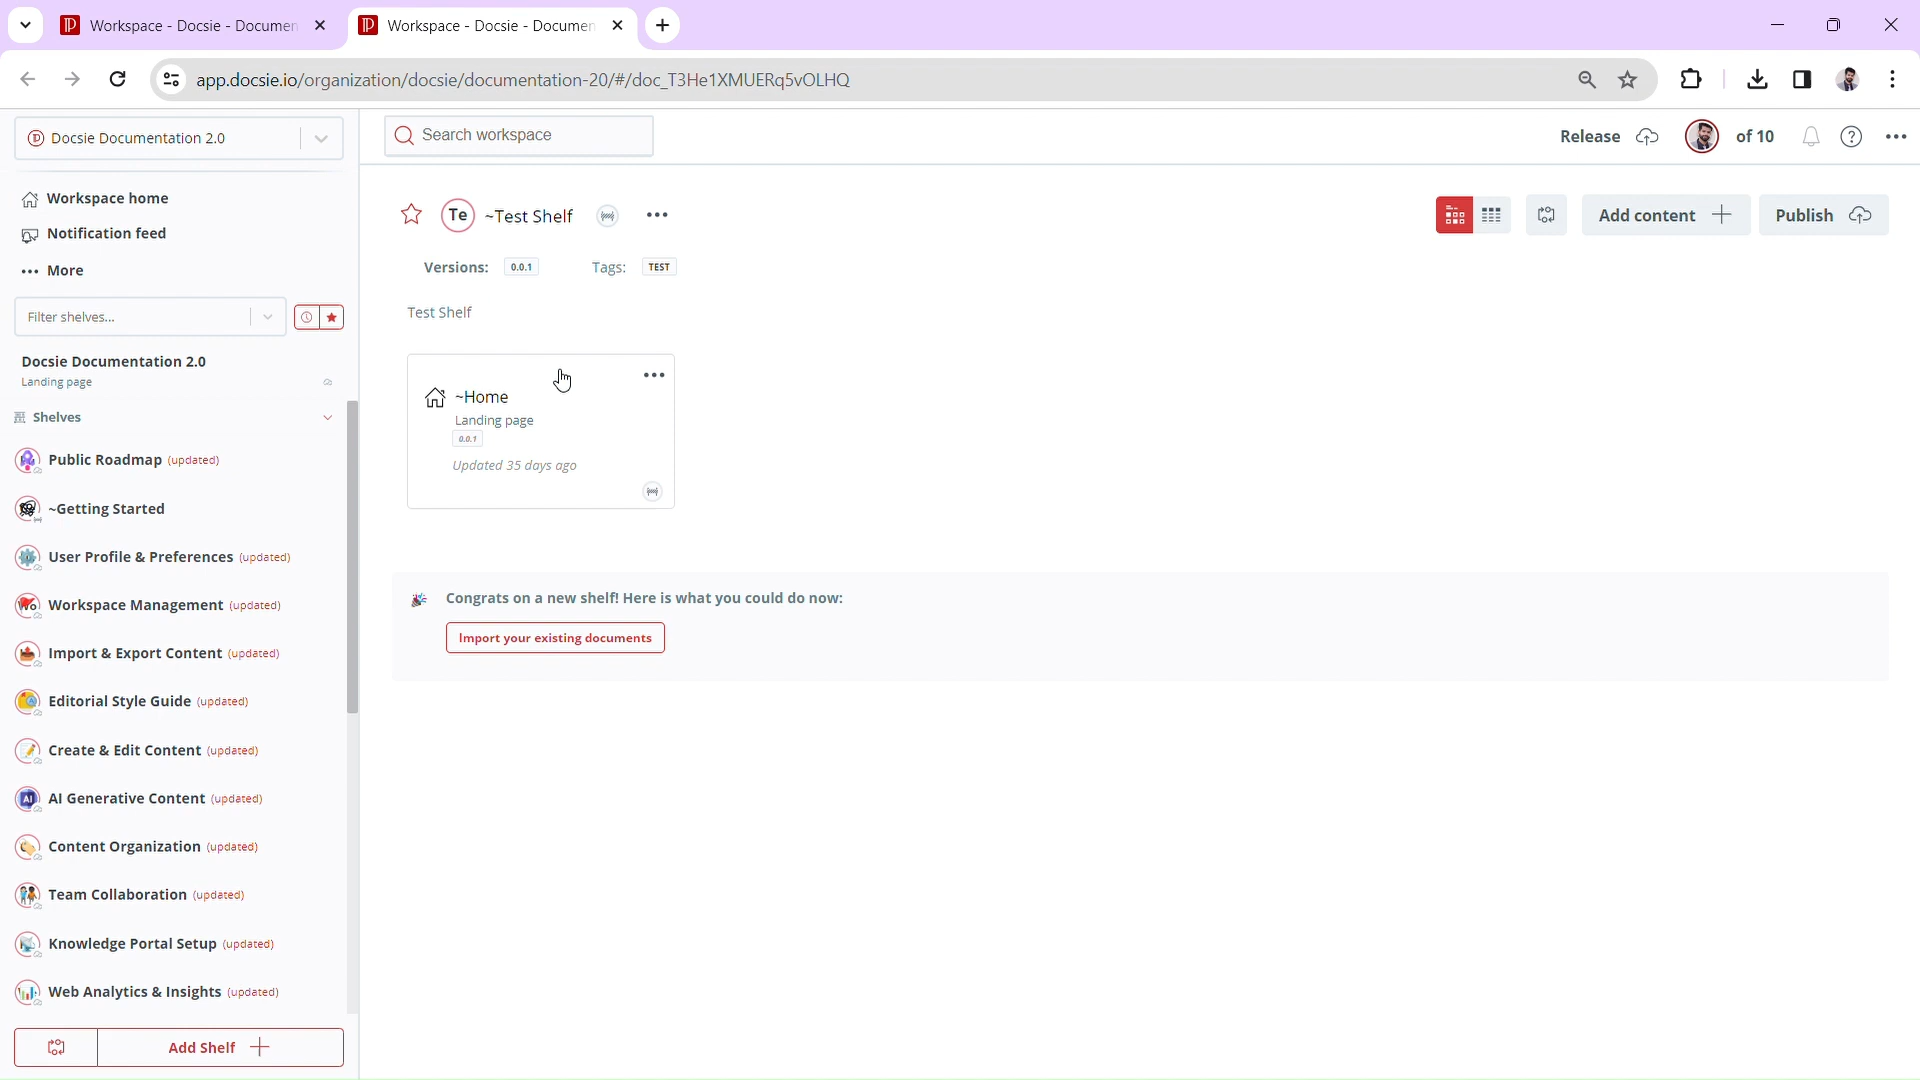 Workspace - Docsie - Documen
Workspace - Docsie - Documen
app.docsie.io/organization/docsie/documentation-20/#/doc_T3He1XMUERq5vOLHQ
Docsie Documentation 2.0
Search workspace
Release
of 10
Workspace home
Notification feed
More
Filter shelves...
Docsie Documentation 2.0
Landing page
Shelves
Public Roadmap (updated)
~Getting Started
User Profile & Preferences (updated)
Workspace Management (updated)
Import & Export Content (updated)
Editorial Style Guide (updated)
Create & Edit Content (updated)
AI Generative Content (updated)
Content Organization (updated)
Team Collaboration (updated)
Knowledge Portal Setup (updated)
Web Analytics & Insights (updated)
Add Shelf
Te ~Test Shelf
Add content
Publish
Versions: 0.0.1 Tags: TEST
Test Shelf
~Home
Landing page
0.0.1
Updated 35 days ago
Congrats on a new shelf! Here is what you could do now:
Import your existing documents